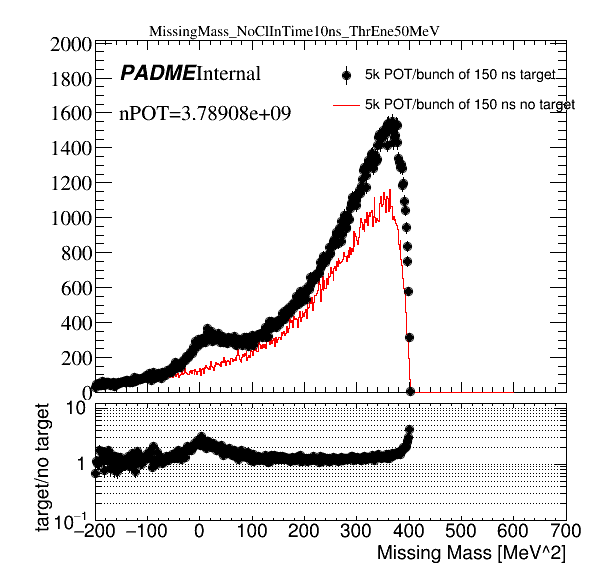 MissingMass_NoClInTime10ns_ThrEne50MeV
2000
1800
1600
1400
1200
1000
800
600
400
200
0
PADME Internal
nPOT=3.78908e+09
5k POT/bunch of 150 ns target
5k POT/bunch of 150 ns no target
target/no target
10
1
10⁻¹
−200 −100 0 100 200 300 400 500 600 700
Missing Mass [MeV^2]